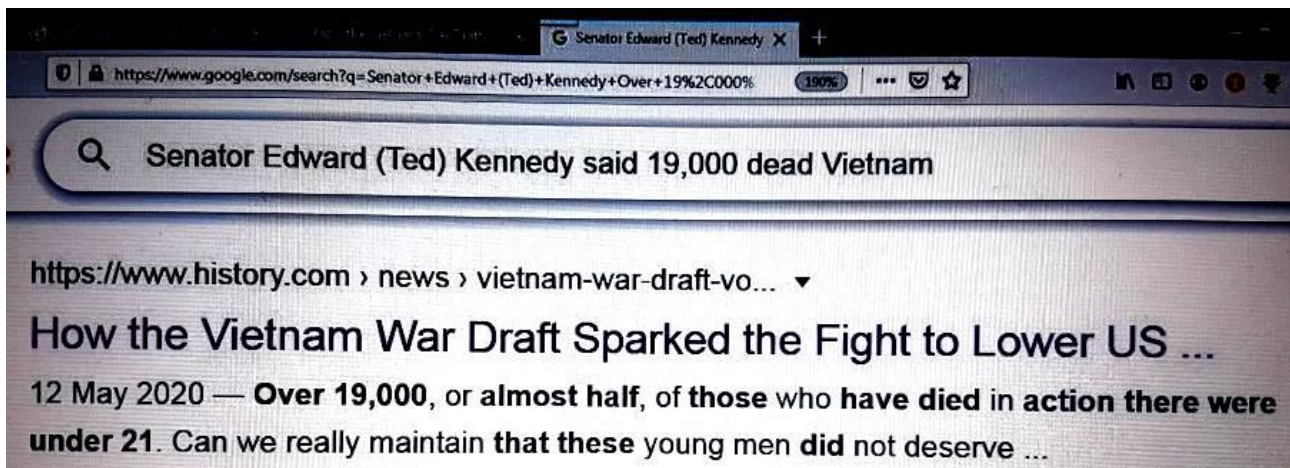 G Senator Edward (Ted) Kennedy X +
https://www.google.com/search?q=Senator+Edward+(Ted)+Kennedy+Over+19%2C000% 190% ...
Senator Edward (Ted) Kennedy said 19,000 dead Vietnam
https://www.history.com › news › vietnam-war-draft-vo... ▼
How the Vietnam War Draft Sparked the Fight to Lower US ...
12 May 2020 — Over 19,000, or almost half, of those who have died in action there were
under 21. Can we really maintain that these young men did not deserve ...